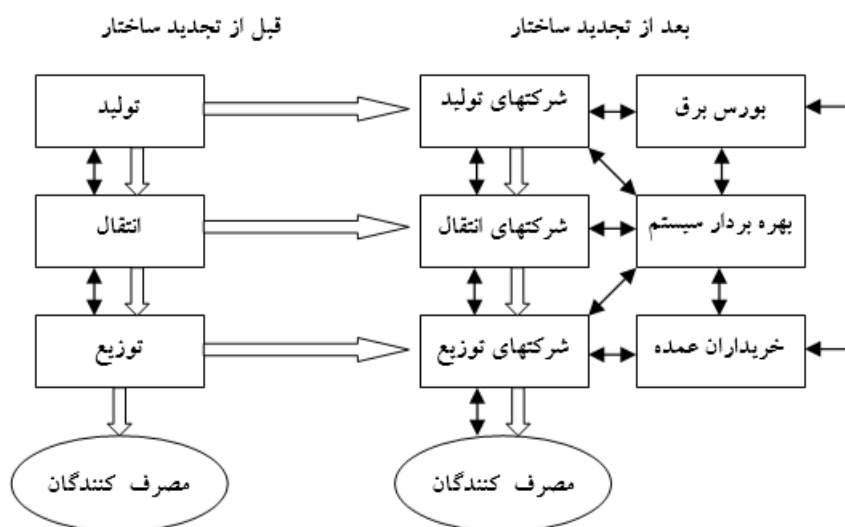 بعد از تجدید ساختار
قبل از تجدید ساختار
بورس برق
شرکتهای تولید
تولید
بهره بردار سیستم
شرکتهای انتقال
انتقال
خریداران عمده
شرکتهای توزیع
توزیع
مصرف کنندگان
مصرف کنندگان